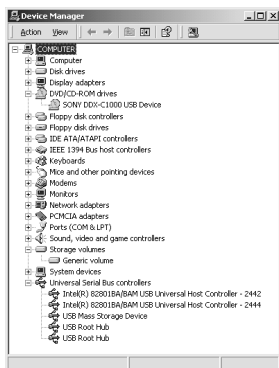 Device Manager
Action View
COMPUTER
Computer
Disk drives
Display adapters
DVD/CD-ROM drives
SONY DDX-C1000 USB Device
Floppy disk controllers
Floppy disk drives
IDE ATA/ATAPI controllers
IEEE 1394 Bus host controllers
Keyboards
Mice and other pointing devices
Modems
Monitors
Network adapters
PCMCIA adapters
Ports (COM & LPT)
Sound, video and game controllers
Storage volumes
Generic volume
System devices
Universal Serial Bus controllers
Intel(R) 82801BA/BAM USB Universal Host Controller - 2442
Intel(R) 82801BA/BAM USB Universal Host Controller - 2444
USB Mass Storage Device
USB Root Hub
USB Root Hub